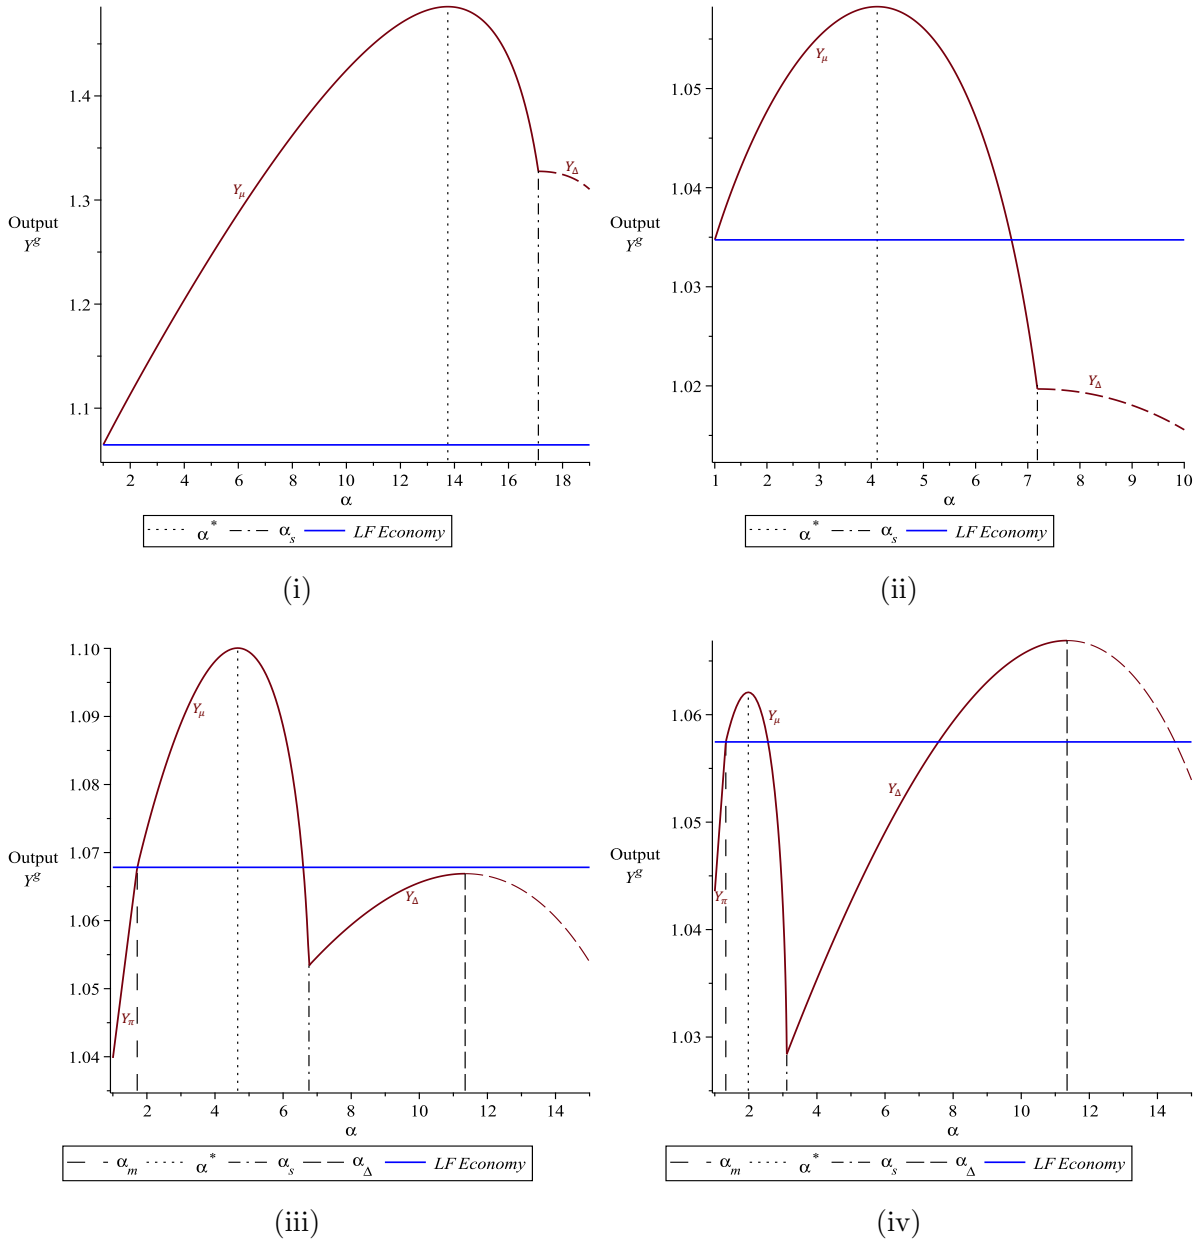 1.4
1.3
1.2
1.1
Output
Y^g
Y_μ
Y_Δ
2 4 6 8 10 12 14 16 18
α
α^* α_s LF Economy
(i)
1.05
1.04
1.03
1.02
Output
Y^g
Y_μ
Y_Δ
1 2 3 4 5 6 7 8 9 10
α
α^* α_s LF Economy
(ii)
1.10
1.09
1.08
1.07
1.06
1.05
1.04
Output
Y^g
Y_μ
Y_Δ
Y_π
2 4 6 8 10 12 14
α
α_m α^* α_s α_Δ LF Economy
(iii)
1.06
1.05
1.04
1.03
Output
Y^g
Y_μ
Y_Δ
Y_π
2 4 6 8 10 12 14
α
α_m α^* α_s α_Δ LF Economy
(iv)